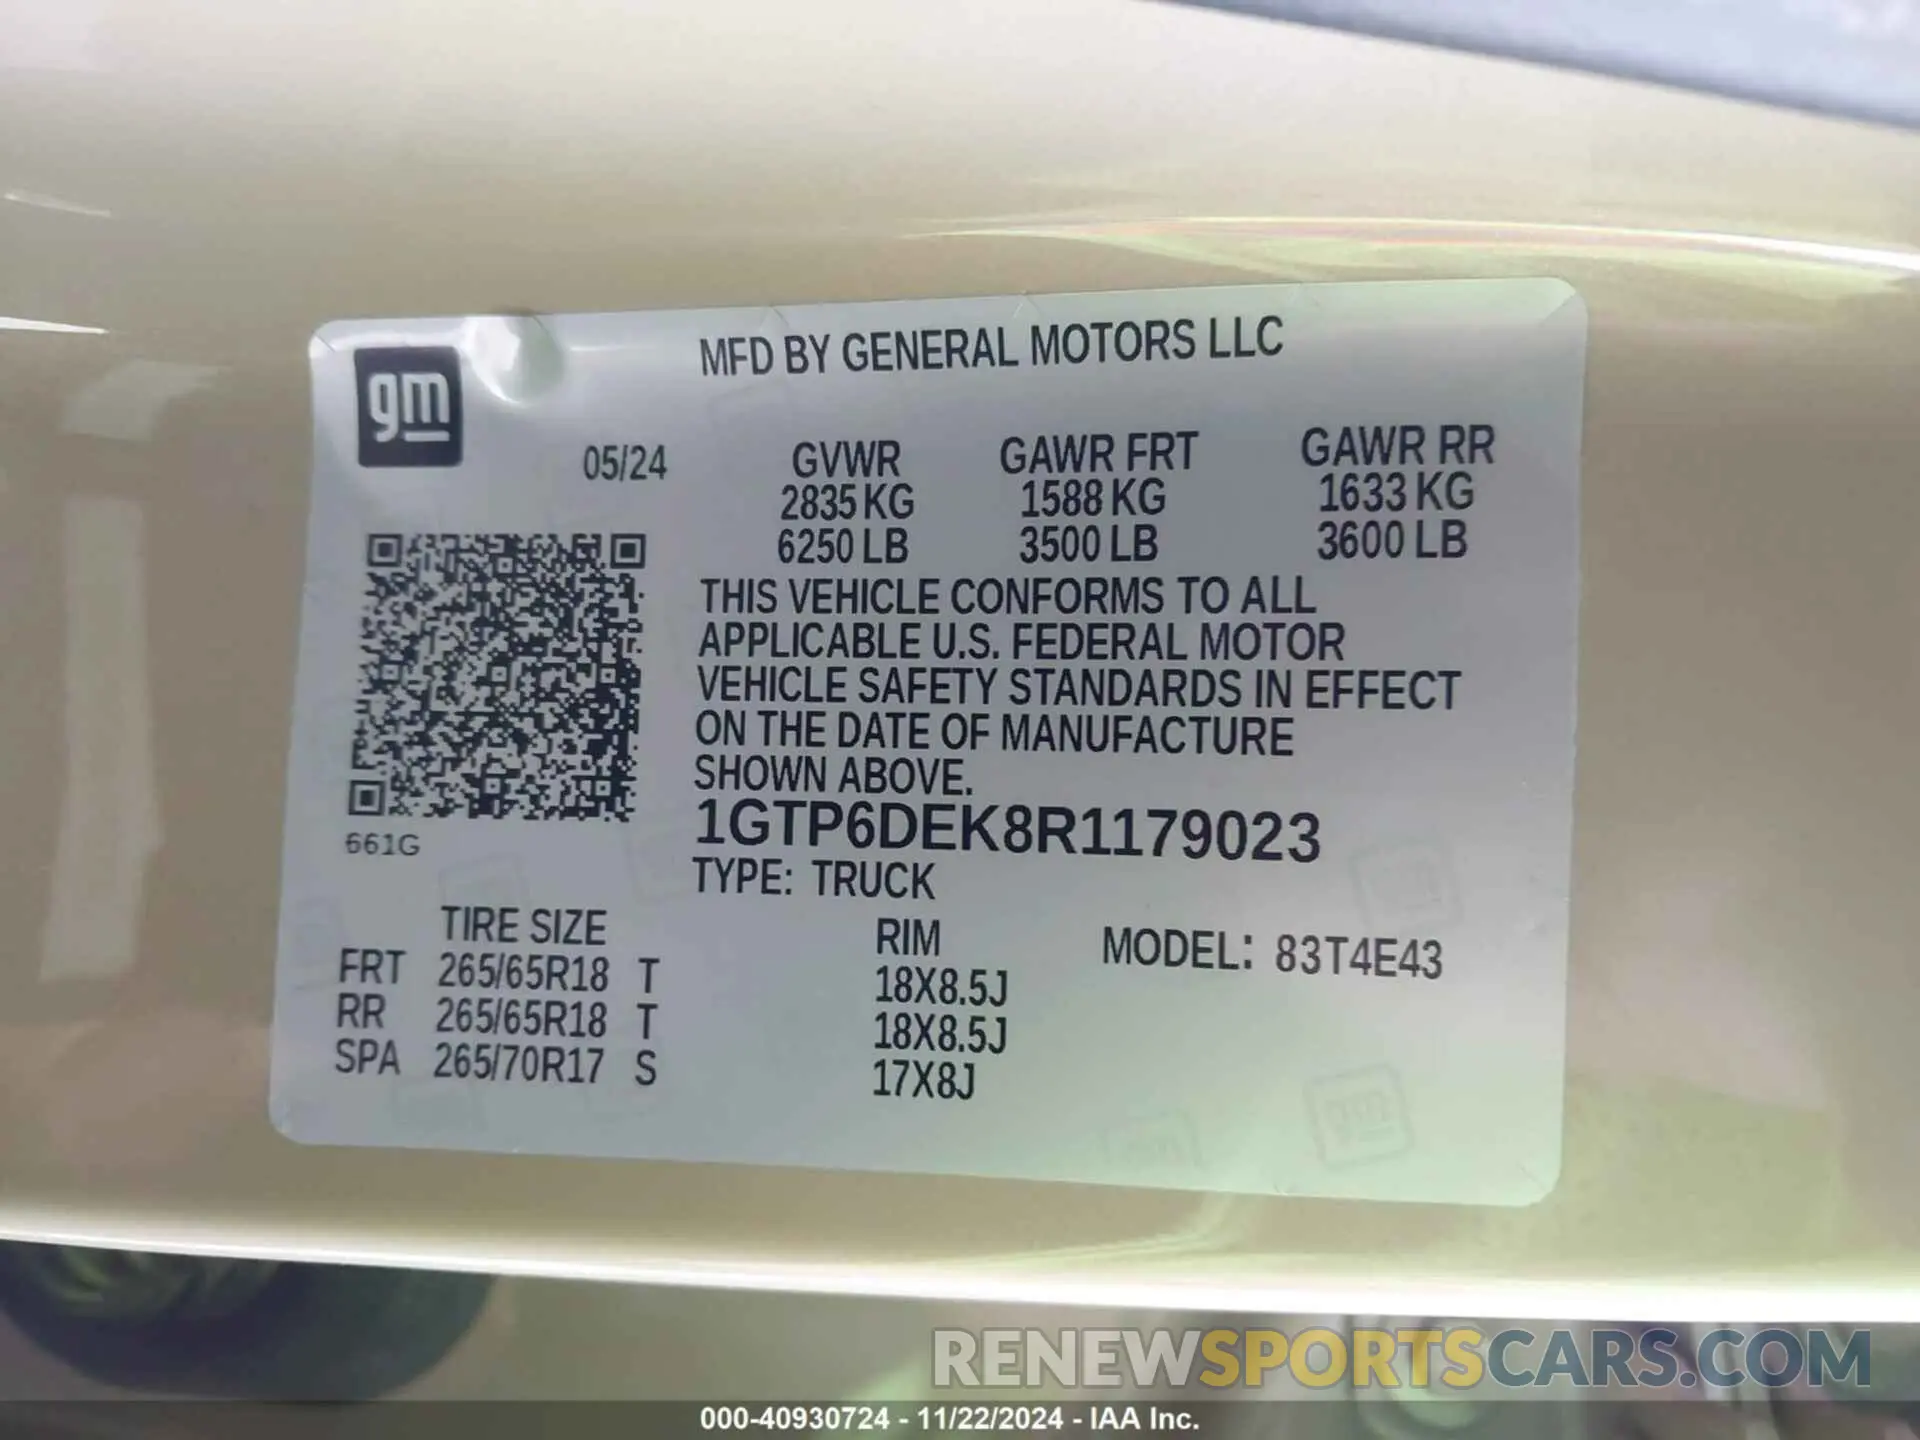 gm
MFD BY GENERAL MOTORS LLC
05/24
GVWR GAWR FRT GAWR RR
2835 KG 1588 KG 1633 KG
6250 LB 3500 LB 3600 LB
THIS VEHICLE CONFORMS TO ALL
APPLICABLE U.S. FEDERAL MOTOR
VEHICLE SAFETY STANDARDS IN EFFECT
ON THE DATE OF MANUFACTURE
SHOWN ABOVE.
1GTP6DEK8R1179023
661G
TYPE: TRUCK
TIRE SIZE RIM MODEL: 83T4E43
FRT 265/65R18 T 18X8.5J
RR 265/65R18 T 18X8.5J
SPA 265/70R17 S 17X8J
gm
RENEWSPORTSCARS.COM
000-40930724 - 11/22/2024 - IAA Inc.